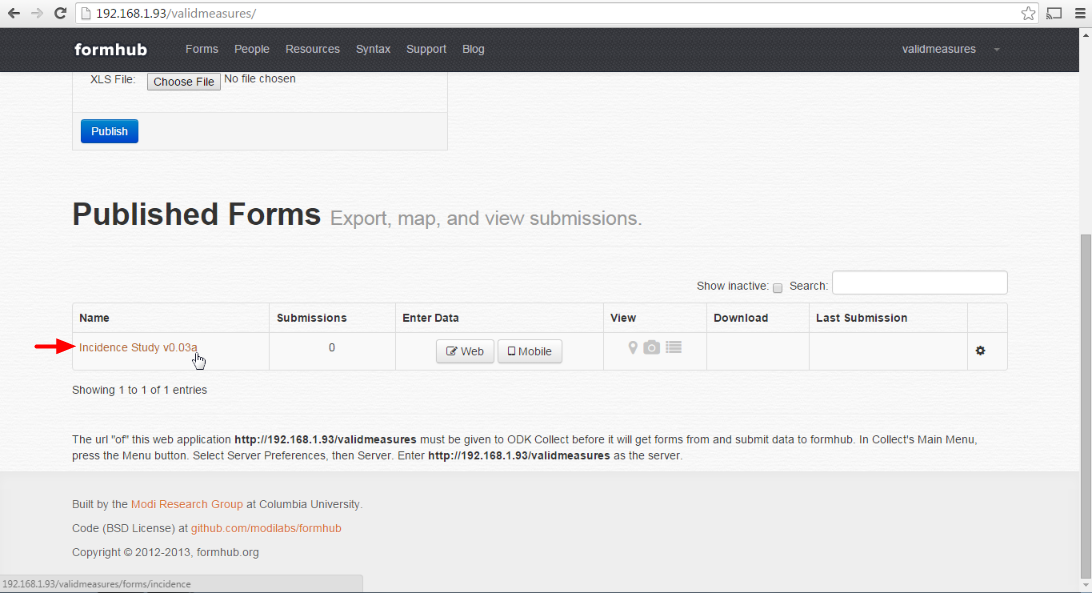 192.168.1.93/validmeasures/
formhub Forms People Resources Syntax Support Blog validmeasures
XLS File: Choose File No file chosen
Publish
Published Forms Export, map, and view submissions.
Show inactive: Search:
Name Submissions Enter Data View Download Last Submission
Incidence Study v0.03a 0 Web Mobile
Showing 1 to 1 of 1 entries
The url "of" this web application http://192.168.1.93/validmeasures must be given to ODK Collect before it will get forms from and submit data to formhub. In Collect's Main Menu,
press the Menu button. Select Server Preferences, then Server. Enter http://192.168.1.93/validmeasures as the server.
Built by the Modi Research Group at Columbia University.
Code (BSD License) at github.com/modilabs/formhub
Copyright © 2012-2013, formhub.org
192.168.1.93/validmeasures/forms/incidence